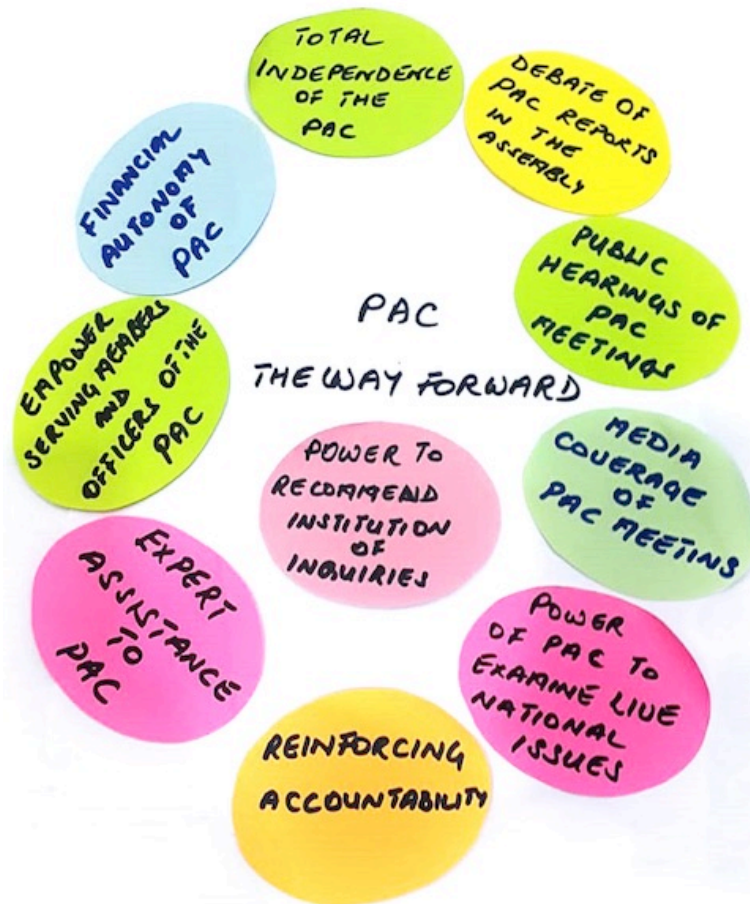 TOTAL
INDEPENDENCE
OF THE
PAC
DEBATE OF
PAC REPORTS
IN THE
ASSEMBLY
FINANCIAL
AUTONOMY
OF
PAC
PUBLIC
HEARINGS OF
PAC
MEETINGS
PAC
THE WAY FORWARD
EMPOWER
SERVING MEMBERS
AND
OFFICERS OF THE
PAC
POWER TO
RECOMMEND
INSTITUTION
OF
INQUIRIES
MEDIA
COVERAGE
OF
PAC MEETINS
EXPERT
ASSISTANCE
TO
PAC
POWER
OF PAC TO
EXAMINE LIVE
NATIONAL
ISSUES
REINFORCING
ACCOUNTABILITY